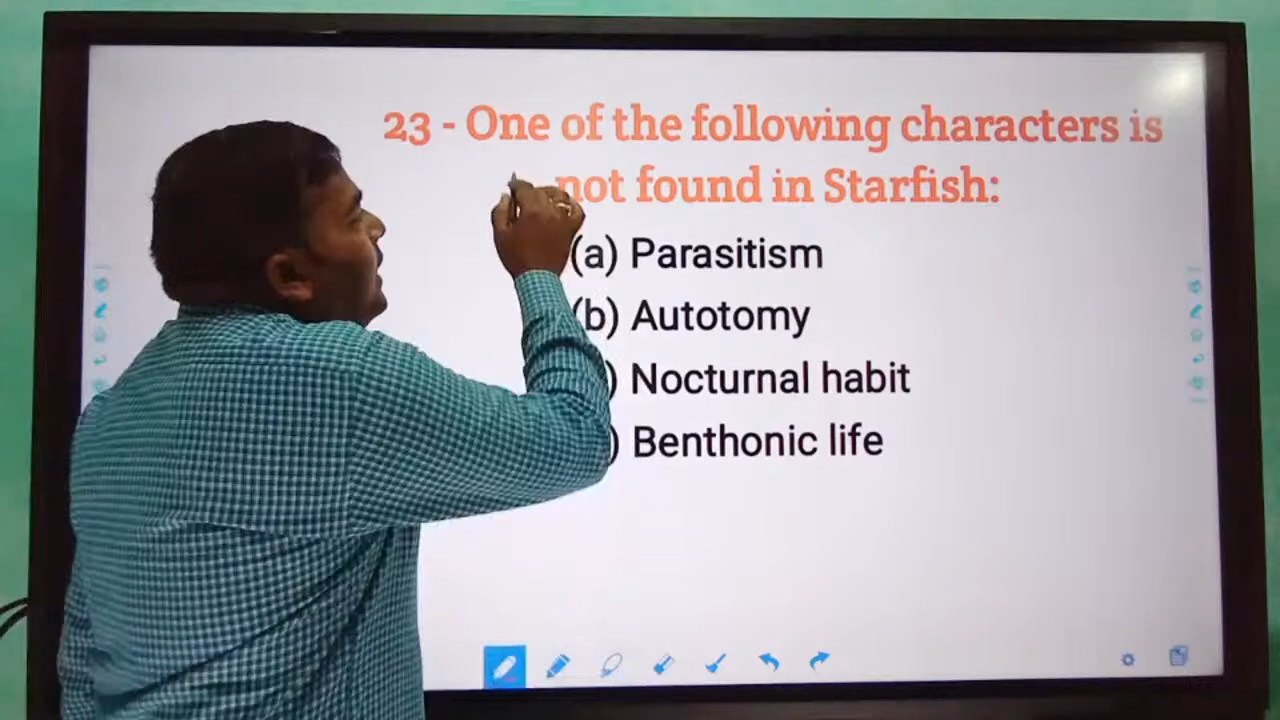 23 - One of the following characters is
not found in Starfish:
(a) Parasitism
(b) Autotomy
) Nocturnal habit
) Benthonic life